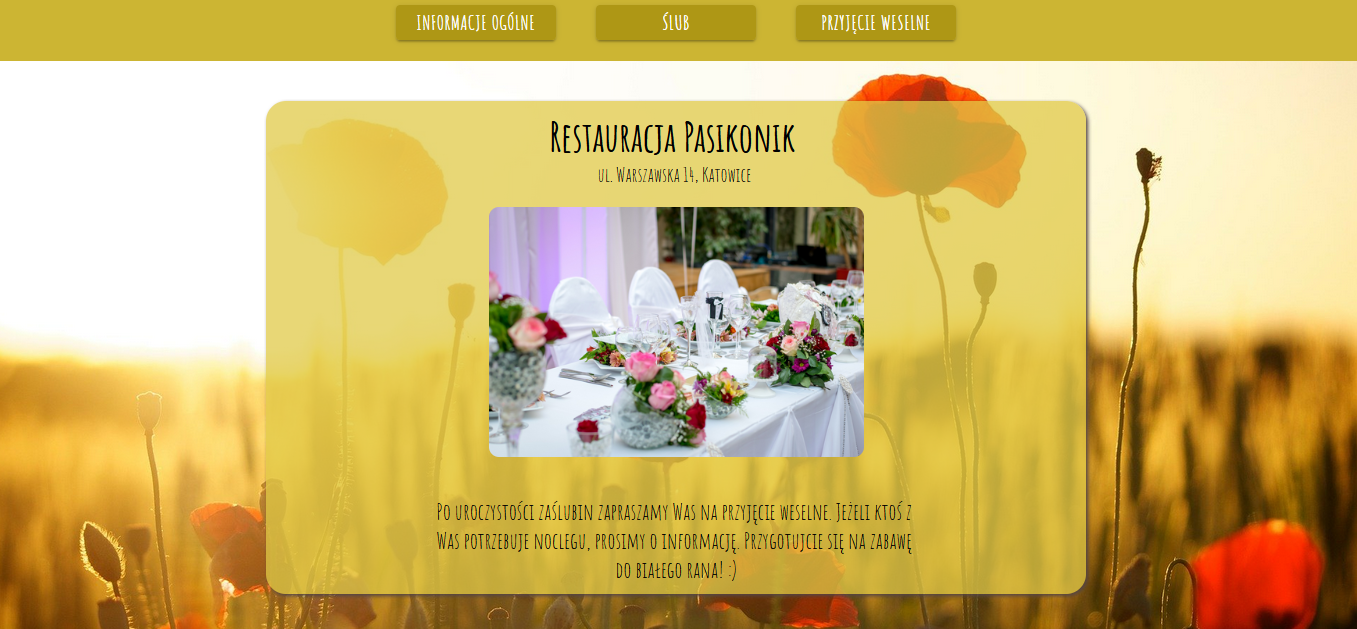 INFORMACJE OGÓLNE
ŚLUB
PRZYJĘCIE WESELNE
Restauracja Pasikonik
ul. Warszawska 14, Katowice
Po uroczystości zaślubin zapraszamy Was na przyjęcie weselne. Jeżeli ktoś z
Was potrzebuje noclegu, prosimy o informację. Przygotujcie się na zabawę
do białego rana! :)